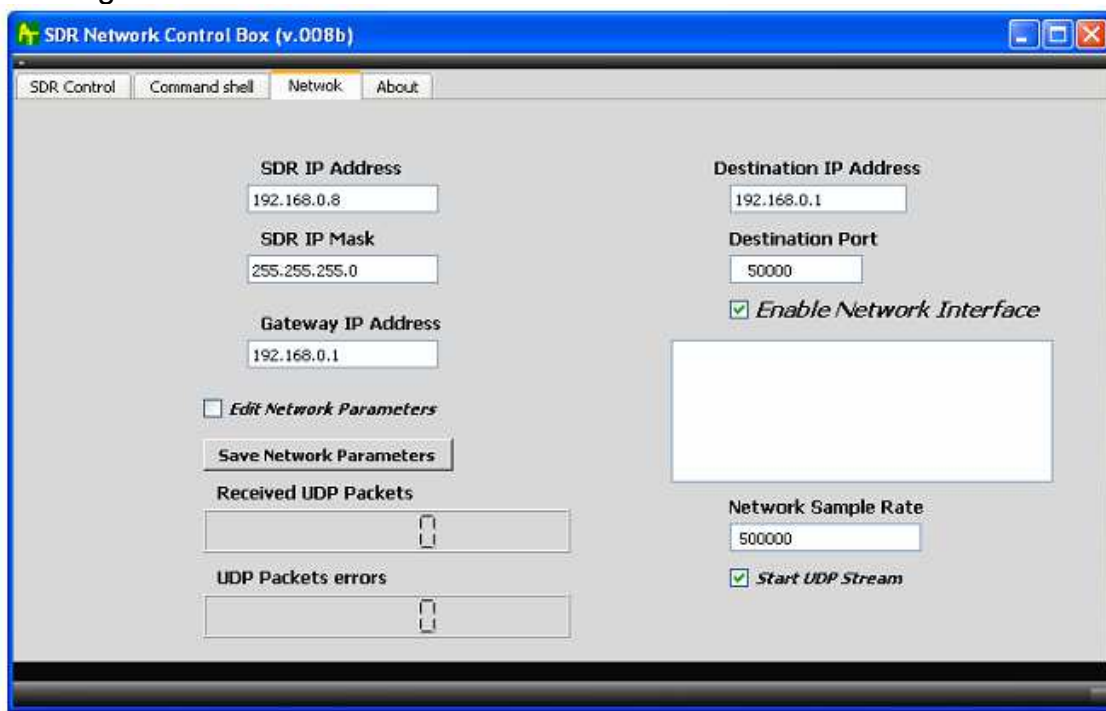 SDR Network Control Box (v.008b)
SDR Control Command shell Netwok About
SDR IP Address
192.168.0.8
SDR IP Mask
255.255.255.0
Gateway IP Address
192.168.0.1
Edit Network Parameters
Save Network Parameters
Received UDP Packets
0
UDP Packets errors
0
Destination IP Address
192.168.0.1
Destination Port
50000
Enable Network Interface
Network Sample Rate
500000
Start UDP Stream